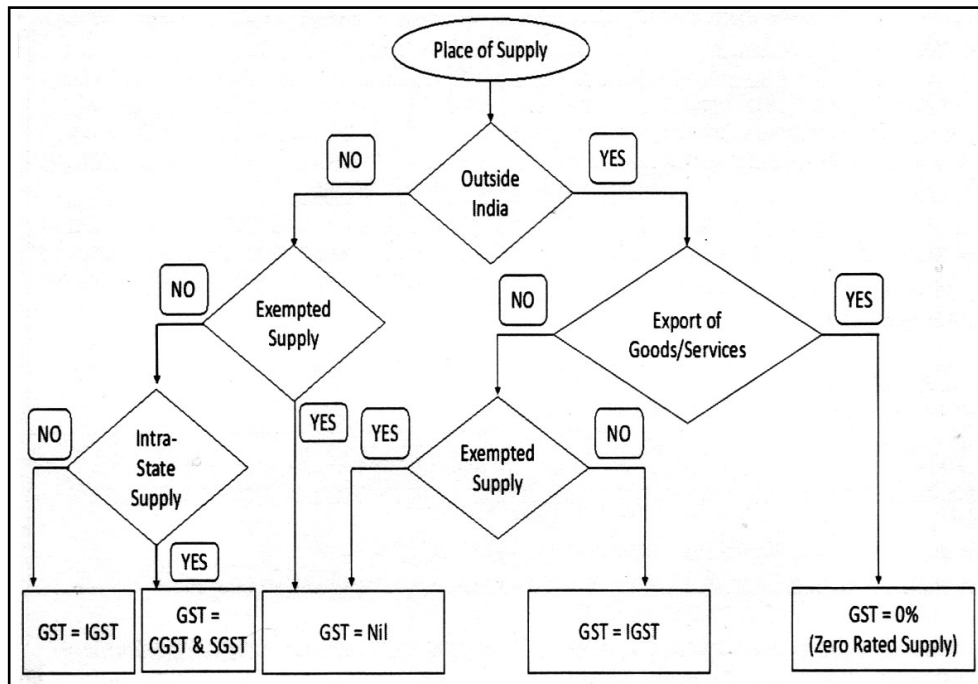 Place of Supply
NO
YES
Outside
India
NO
Exempted
Supply
NO
Export of
Goods/Services
YES
NO
Intra-
State
Supply
YES
YES
Exempted
Supply
NO
YES
GST = IGST
GST =
CGST & SGST
GST = Nil
GST = IGST
GST = 0%
(Zero Rated Supply)